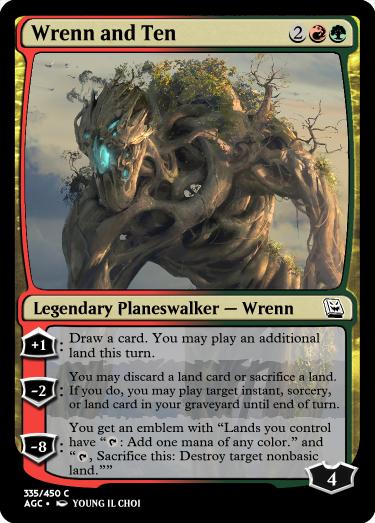 Wrenn and Ten 2
Legendary Planeswalker — Wrenn
+1: Draw a card. You may play an additional
land this turn.
-2: You may discard a land card or sacrifice a land.
If you do, you may play target instant, sorcery,
or land card in your graveyard until end of turn.
You get an emblem with “Lands you control
have “: Add one mana of any color.” and
-8: “, Sacrifice this: Destroy target nonbasic
land.””
4
335/450 C
AGC • YOUNG IL CHOI